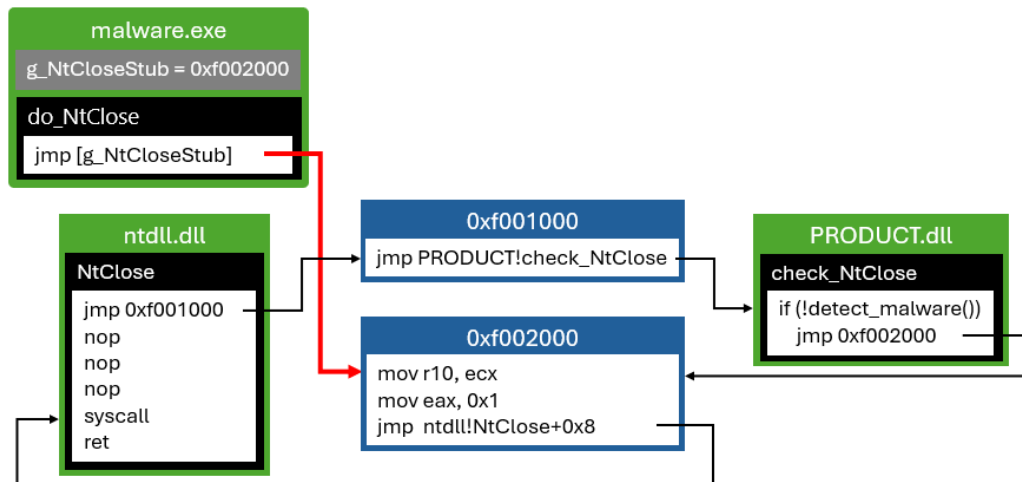 malware.exe
g_NtCloseStub = 0xf002000
do_NtClose
jmp [g_NtCloseStub]
ntdll.dll
NtClose
jmp 0xf001000
nop
nop
nop
syscall
ret
0xf001000
jmp PRODUCT!check_NtClose
0xf002000
mov r10, ecx
mov eax, 0x1
jmp ntdll!NtClose+0x8
PRODUCT.dll
check_NtClose
if (!detect_malware())
jmp 0xf002000